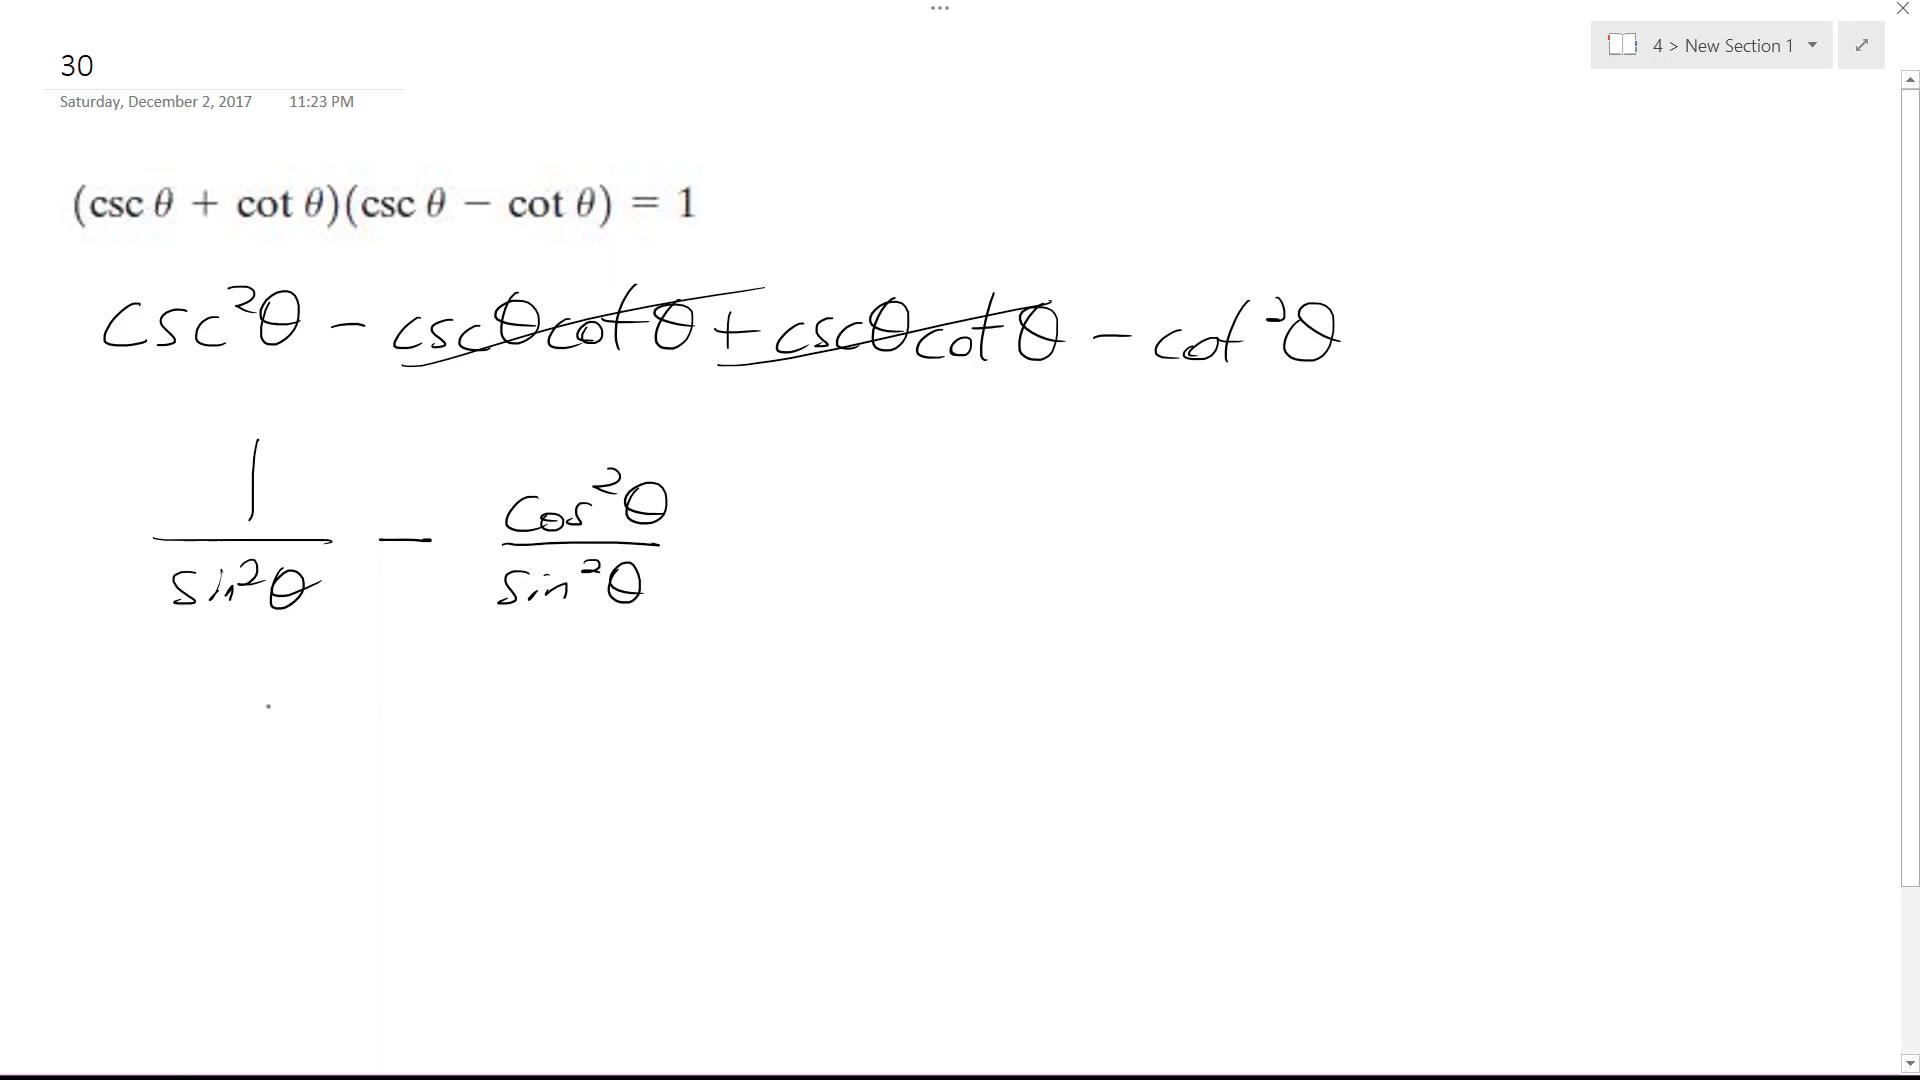 4 > New Section 1
30
Saturday, December 2, 2017 11:23 PM
(csc θ + cot θ)(csc θ − cot θ) = 1
csc²θ − cscθcotθ + cscθcotθ − cot²θ
1/sin²θ − cos²θ/sin²θ